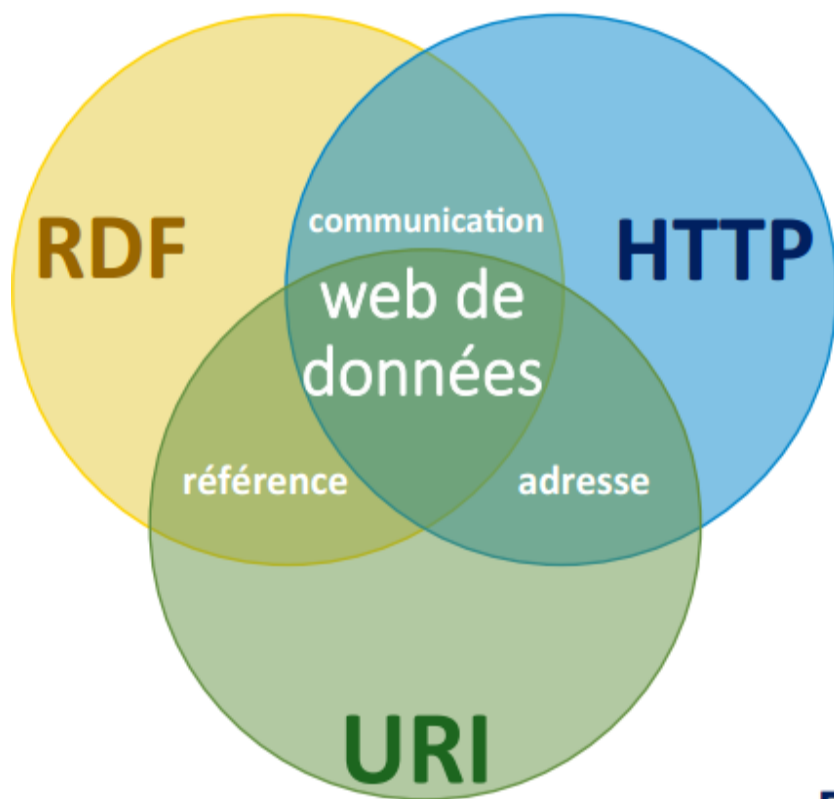 RDF
HTTP
communication
web de
données
référence
adresse
URI